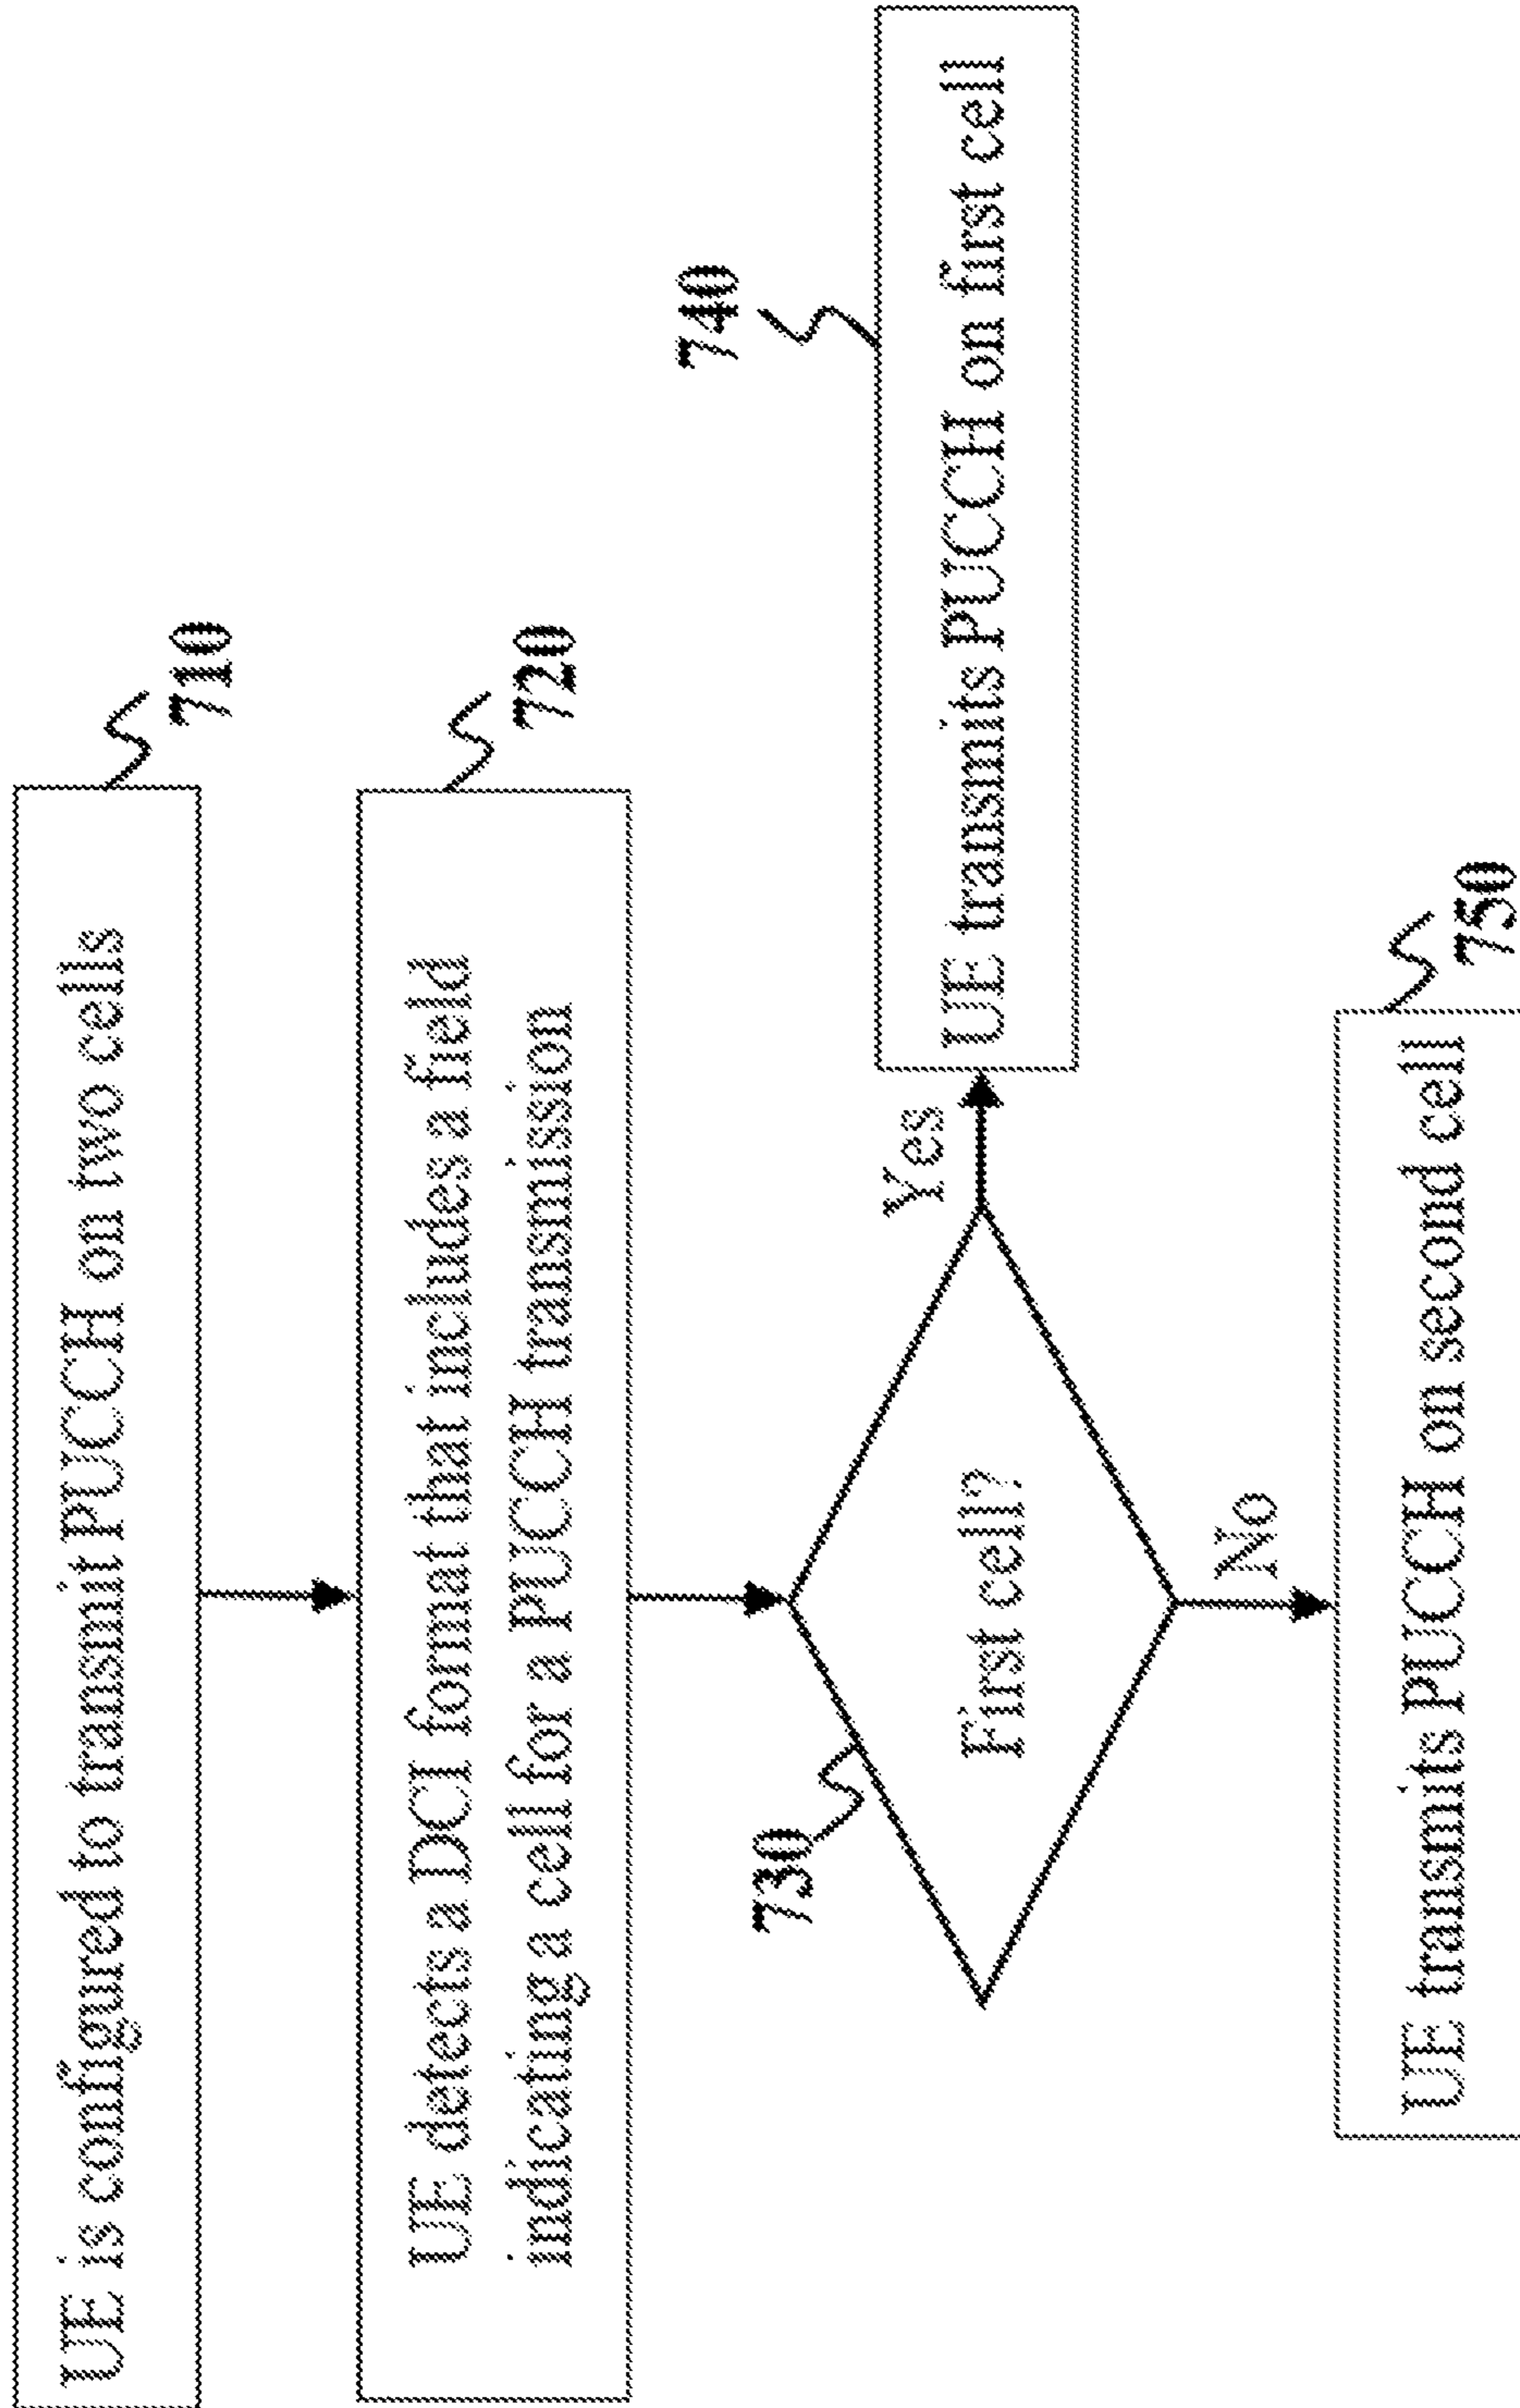 UE is configured to transmit PUCCH on two cells
710
UE detects a DCI format that includes a field
indicating a cell for a PUCCH transmission
720
730
First cell?
Yes
UE transmits PUCCH on first cell
740
No
UE transmits PUCCH on second cell
750